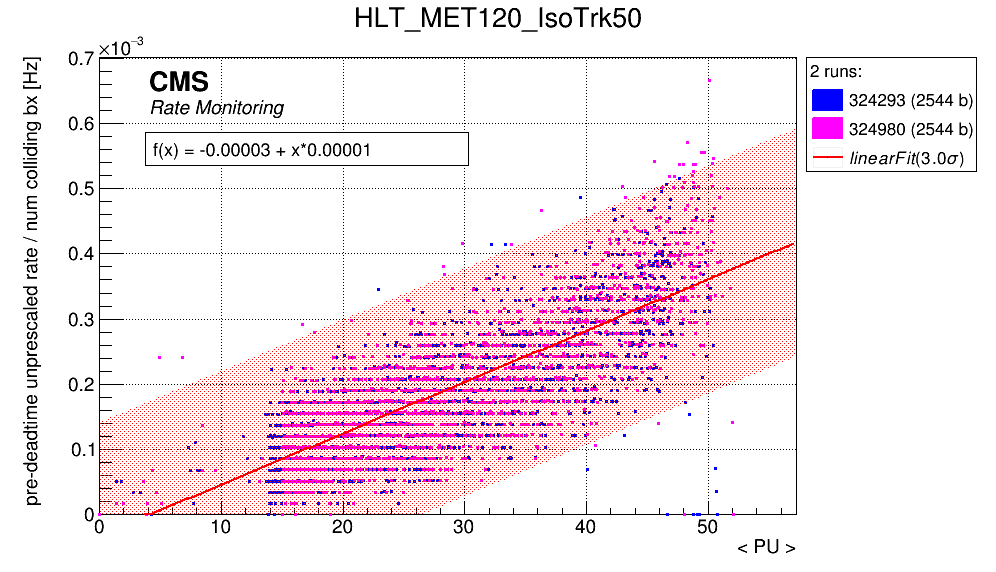 HLT_MET120_IsoTrk50
×10⁻³
pre-deadtime unprescaled rate / num colliding bx [Hz]
0.7
0.6
0.5
0.4
0.3
0.2
0.1
0
CMS
Rate Monitoring
f(x) = -0.00003 + x*0.00001
2 runs:
324293 (2544 b)
324980 (2544 b)
linearFit(3.0σ)
0 10 20 30 40 50
< PU >